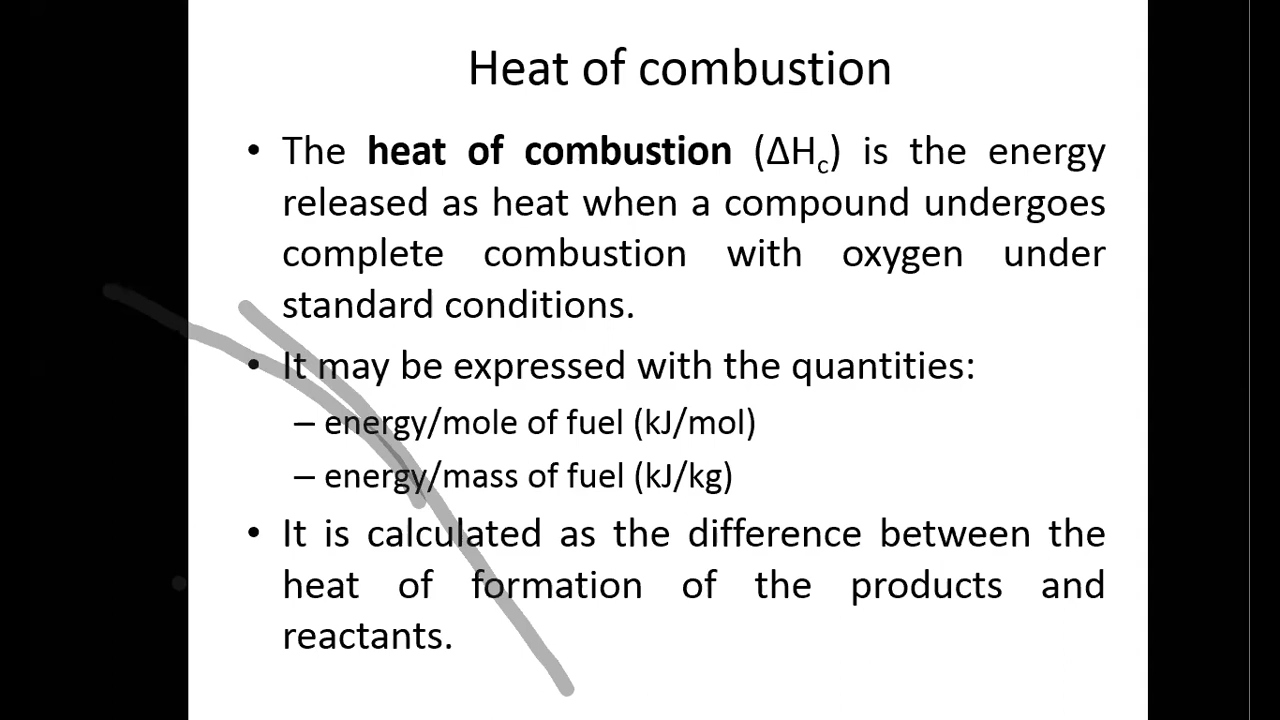 Heat of combustion
• The heat of combustion (ΔHc) is the energy
released as heat when a compound undergoes
complete combustion with oxygen under
standard conditions.
• It may be expressed with the quantities:
– energy/mole of fuel (kJ/mol)
– energy/mass of fuel (kJ/kg)
• It is calculated as the difference between the
heat of formation of the products and
reactants.